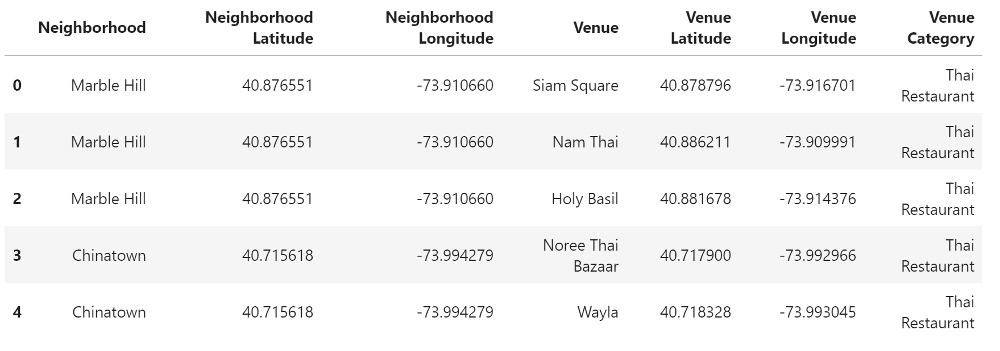 Neighborhood Neighborhood Latitude Neighborhood Longitude Venue Venue Latitude Venue Longitude Venue Category
0 Marble Hill 40.876551 -73.910660 Siam Square 40.878796 -73.916701 Thai Restaurant
1 Marble Hill 40.876551 -73.910660 Nam Thai 40.886211 -73.909991 Thai Restaurant
2 Marble Hill 40.876551 -73.910660 Holy Basil 40.881678 -73.914376 Thai Restaurant
3 Chinatown 40.715618 -73.994279 Noree Thai Bazaar 40.717900 -73.992966 Thai Restaurant
4 Chinatown 40.715618 -73.994279 Wayla 40.718328 -73.993045 Thai Restaurant